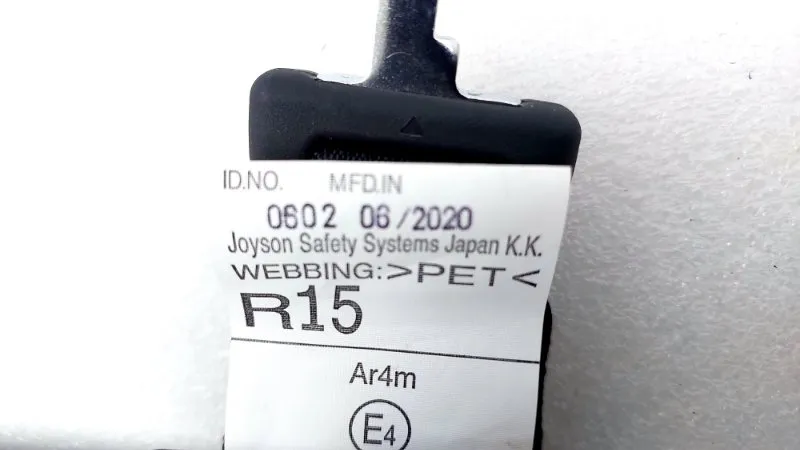 ID.NO. MFD.IN
0602 06/2020
Joyson Safety Systems Japan K.K.
WEBBING:>PET<
R15
Ar4m
E4